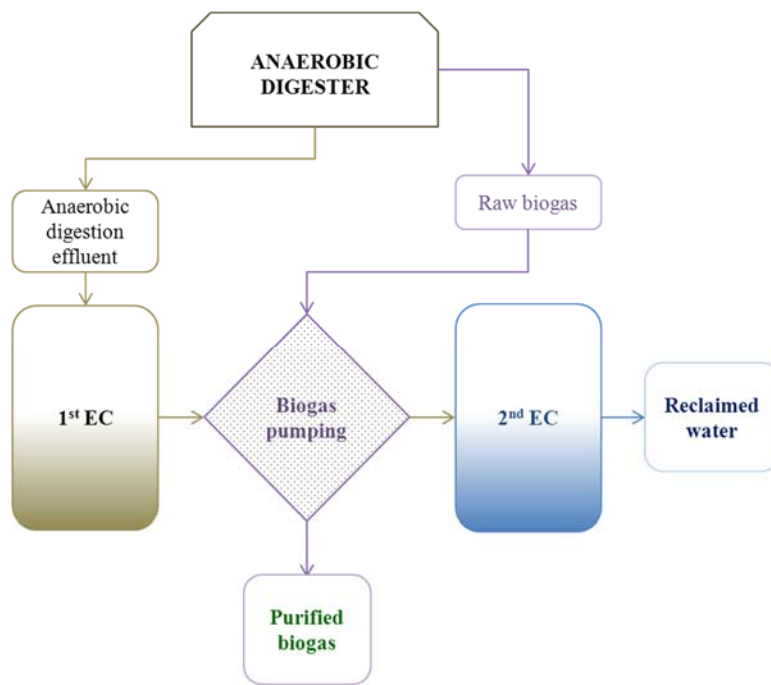 ANAEROBIC
DIGESTER
Anaerobic
digestion
effluent
Raw biogas
1st EC
Biogas
pumping
2nd EC
Reclaimed
water
Purified
biogas